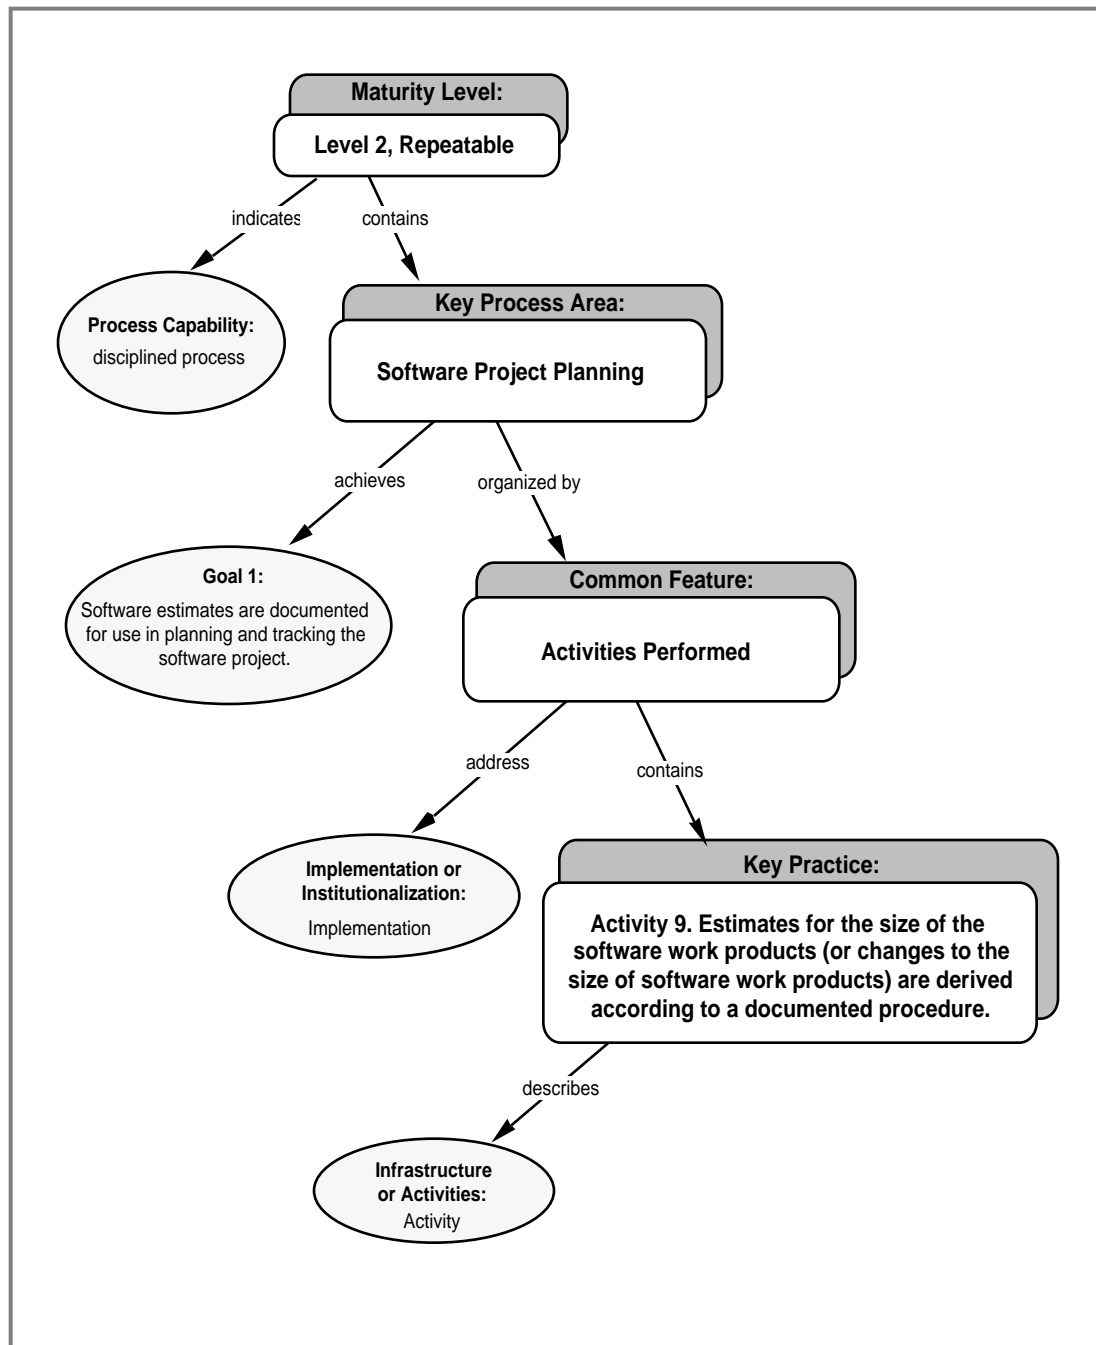 Maturity Level:
Level 2, Repeatable
indicates
contains
Process Capability:
disciplined process
Key Process Area:
Software Project Planning
achieves
organized by
Goal 1:
Software estimates are documented
for use in planning and tracking the
software project.
Common Feature:
Activities Performed
address
contains
Implementation or
Institutionalization:
Implementation
Key Practice:
Activity 9. Estimates for the size of the
software work products (or changes to the
size of software work products) are derived
according to a documented procedure.
describes
Infrastructure
or Activities:
Activity